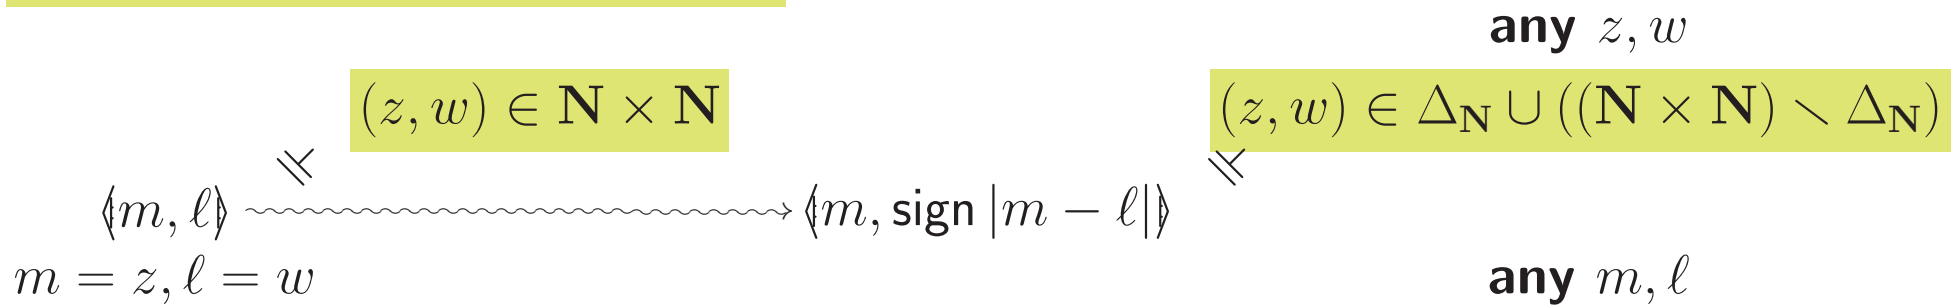 any z, w
(z, w) ∈ N × N (z, w) ∈ Δ_N ∪ ((N × N) ∖ Δ_N)
⫣ ⫣
⦉m, ℓ⦊ ⇝ ⦉m, sign |m − ℓ|⦊
m = z, ℓ = w any m, ℓ